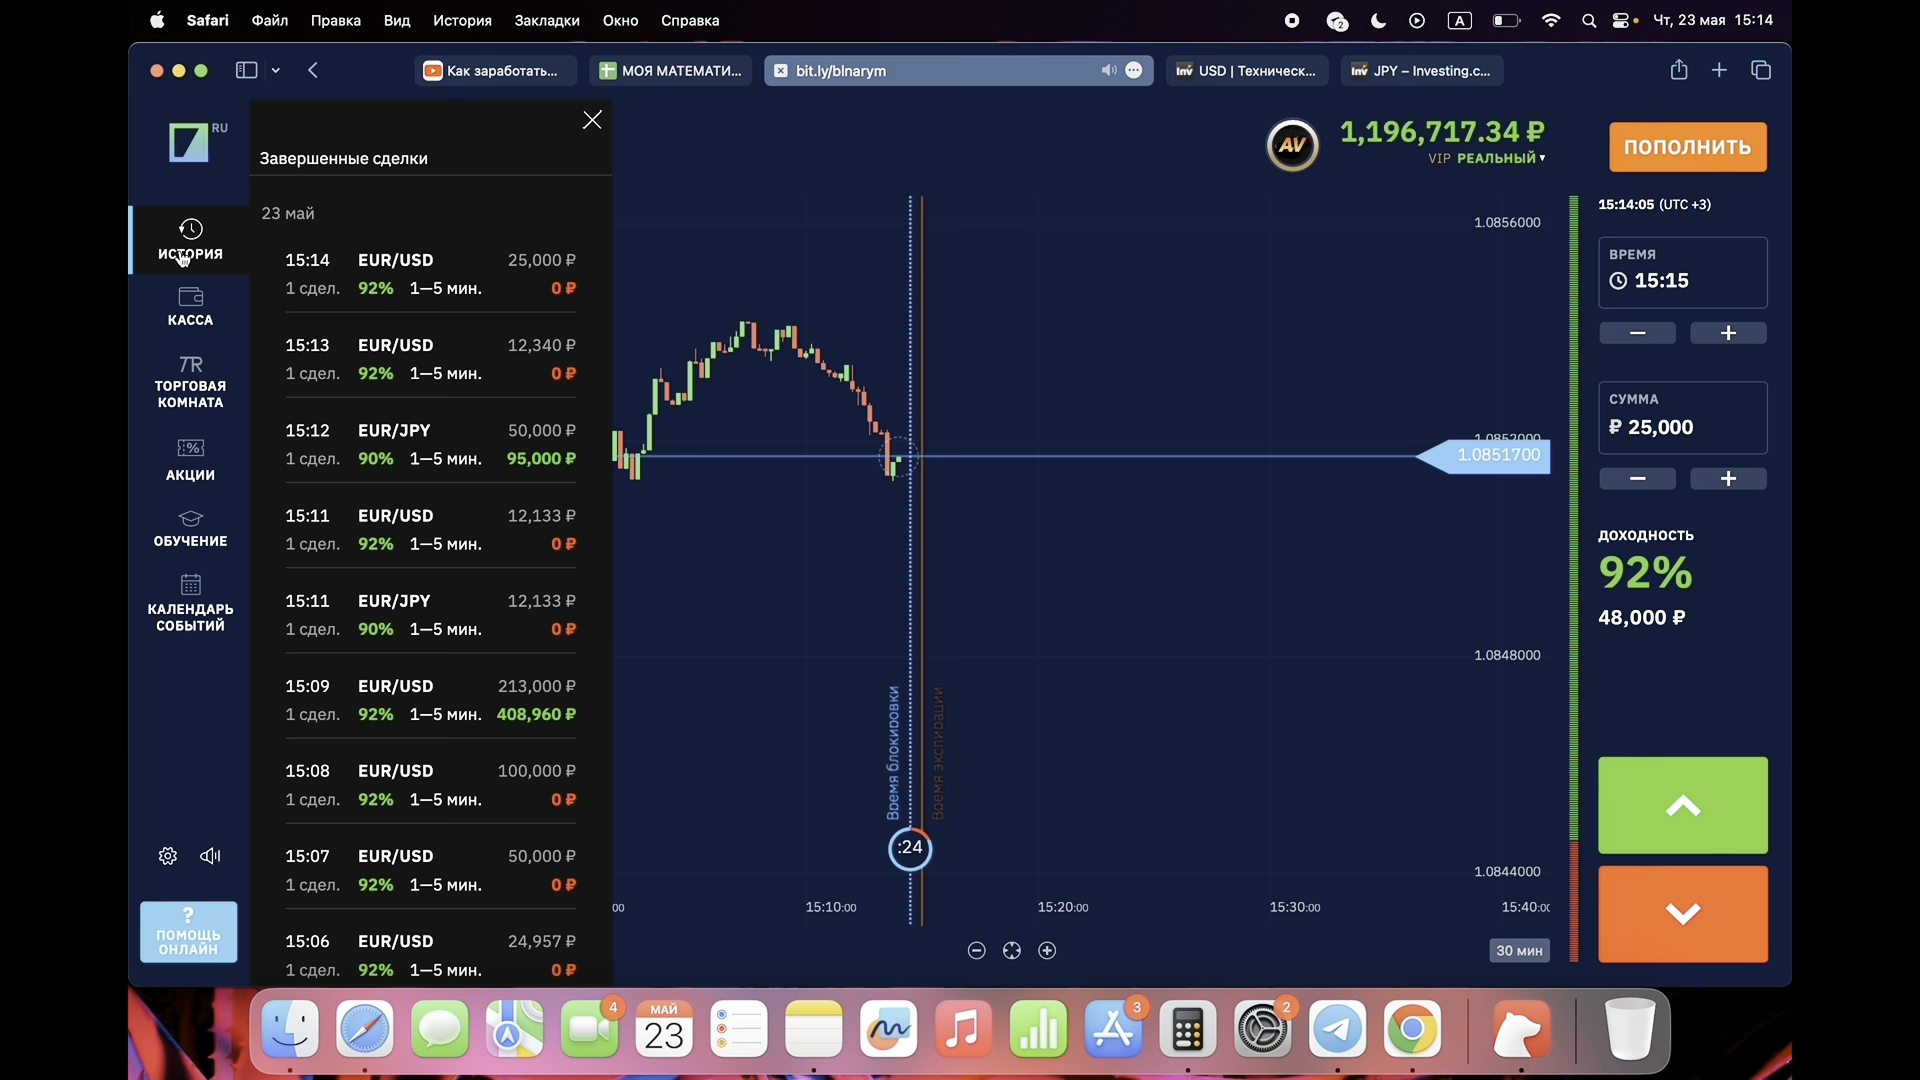 Safari Файл Правка Вид История Закладки Окно Справка
2 A Чт, 23 мая 15:14
Как заработать... МОЯ МАТЕМАТИ... bit.ly/blnarym USD | Техническ... JPY – Investing.c...
RU
ИСТОРИЯ
КАССА
ТОРГОВАЯ
КОМНАТА
АКЦИИ
ОБУЧЕНИЕ
КАЛЕНДАРЬ
СОБЫТИЙ
?
ПОМОЩЬ
ОНЛАЙН
Завершенные сделки
23 май
15:14 EUR/USD 25,000 ₽
1 сдел. 92% 1—5 мин. 0 ₽
15:13 EUR/USD 12,340 ₽
1 сдел. 92% 1—5 мин. 0 ₽
15:12 EUR/JPY 50,000 ₽
1 сдел. 90% 1—5 мин. 95,000 ₽
15:11 EUR/USD 12,133 ₽
1 сдел. 92% 1—5 мин. 0 ₽
15:11 EUR/JPY 12,133 ₽
1 сдел. 90% 1—5 мин. 0 ₽
15:09 EUR/USD 213,000 ₽
1 сдел. 92% 1—5 мин. 408,960 ₽
15:08 EUR/USD 100,000 ₽
1 сдел. 92% 1—5 мин. 0 ₽
15:07 EUR/USD 50,000 ₽
1 сдел. 92% 1—5 мин. 0 ₽
15:06 EUR/USD 24,957 ₽
1 сдел. 92% 1—5 мин. 0 ₽
AV 1,196,717.34 ₽
VIP РЕАЛЬНЫЙ
ПОПОЛНИТЬ
1.0856000
1.0851700
1.0848000
1.0844000
Время блокировки
Время экспирации
:24
15:10:00 15:20:00 15:30:00
30 мин
15:14:05 (UTC +3)
ВРЕМЯ
15:15
− +
СУММА
₽ 25,000
− +
ДОХОДНОСТЬ
92%
48,000 ₽
4 МАЙ 23 3 2